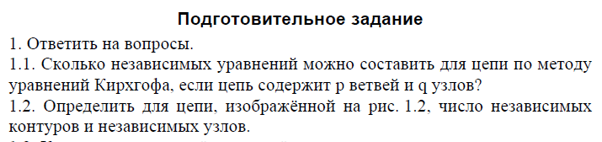 Подготовительное задание
1. Ответить на вопросы.
1.1. Сколько независимых уравнений можно составить для цепи по методу
уравнений Кирхгофа, если цепь содержит p ветвей и q узлов?
1.2. Определить для цепи, изображённой на рис. 1.2, число независимых
контуров и независимых узлов.